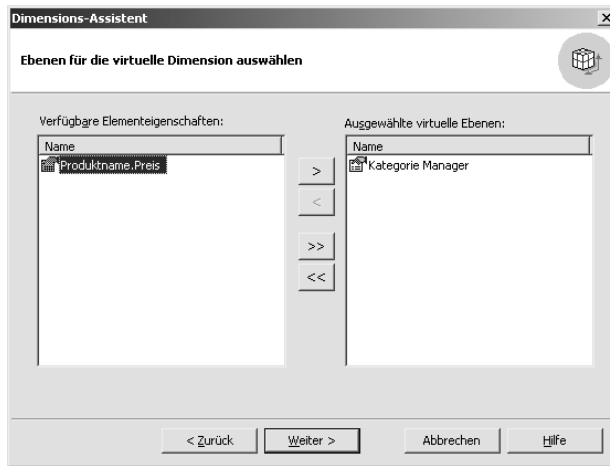 Dimensions-Assistent
Ebenen für die virtuelle Dimension auswählen
Verfügbare Elementeigenschaften:
Name
Produktname.Preis
>
<
>>
<<
Ausgewählte virtuelle Ebenen:
Name
Kategorie Manager
< Zurück
Weiter >
Abbrechen
Hilfe